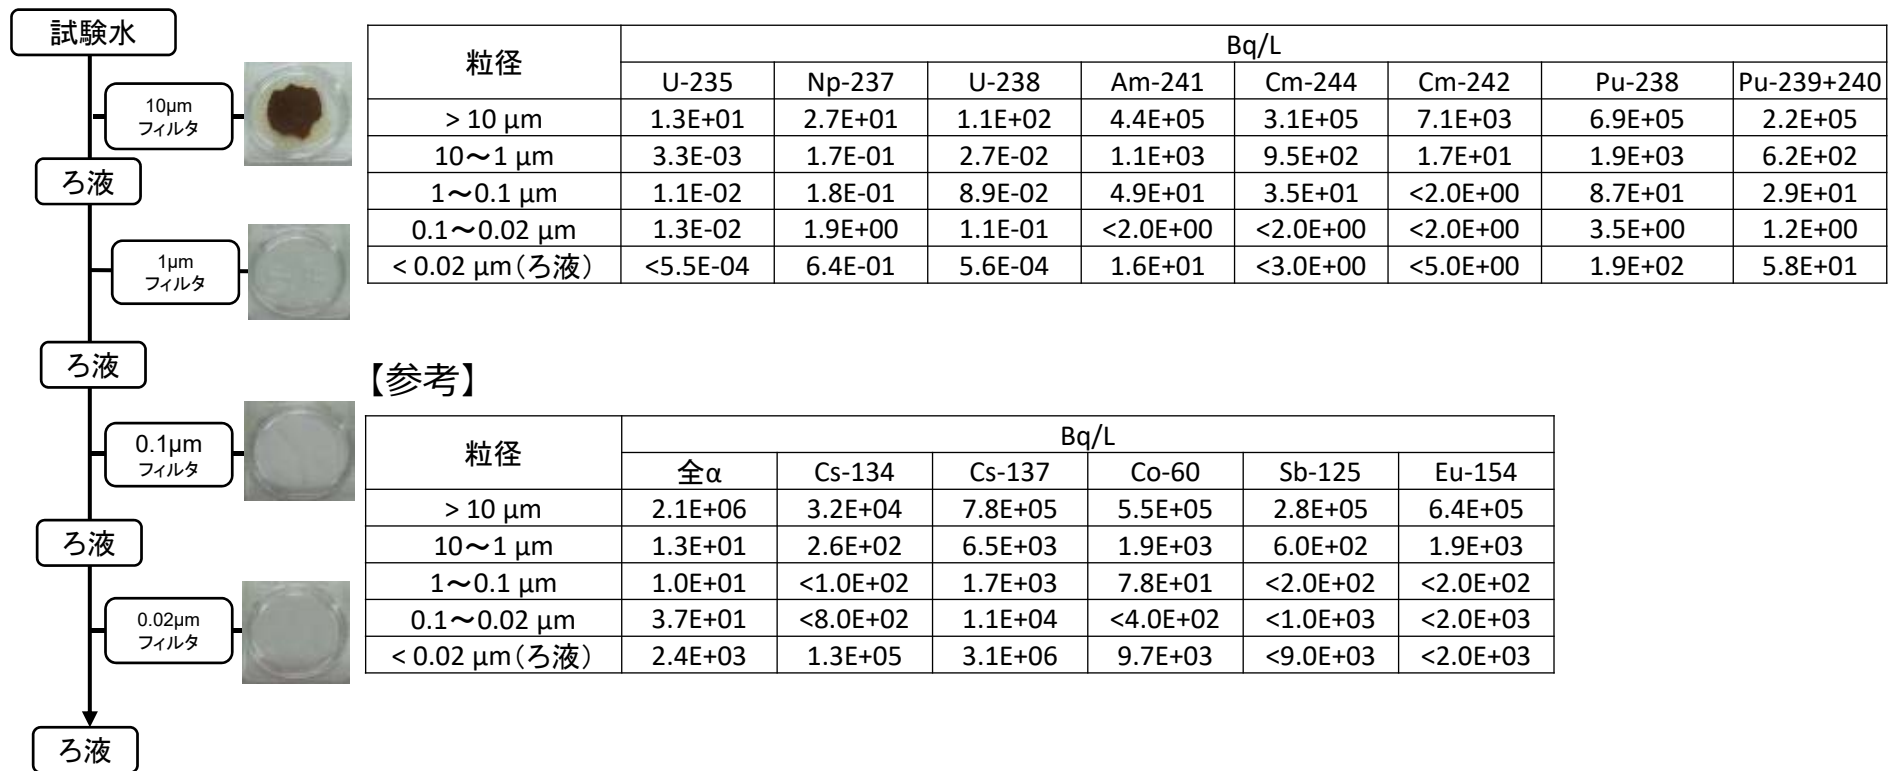 試験水
10μm
フィルタ
ろ液
1μm
フィルタ
ろ液
0.1μm
フィルタ
ろ液
0.02μm
フィルタ
ろ液
粒径 Bq/L
U-235 Np-237 U-238 Am-241 Cm-244 Cm-242 Pu-238 Pu-239+240
> 10 μm 1.3E+01 2.7E+01 1.1E+02 4.4E+05 3.1E+05 7.1E+03 6.9E+05 2.2E+05
10～1 μm 3.3E-03 1.7E-01 2.7E-02 1.1E+03 9.5E+02 1.7E+01 1.9E+03 6.2E+02
1～0.1 μm 1.1E-02 1.8E-01 8.9E-02 4.9E+01 3.5E+01 <2.0E+00 8.7E+01 2.9E+01
0.1～0.02 μm 1.3E-02 1.9E+00 1.1E-01 <2.0E+00 <2.0E+00 <2.0E+00 3.5E+00 1.2E+00
< 0.02 μm（ろ液） <5.5E-04 6.4E-01 5.6E-04 1.6E+01 <3.0E+00 <5.0E+00 1.9E+02 5.8E+01
【参考】
粒径 Bq/L
全α Cs-134 Cs-137 Co-60 Sb-125 Eu-154
> 10 μm 2.1E+06 3.2E+04 7.8E+05 5.5E+05 2.8E+05 6.4E+05
10～1 μm 1.3E+01 2.6E+02 6.5E+03 1.9E+03 6.0E+02 1.9E+03
1～0.1 μm 1.0E+01 <1.0E+02 1.7E+03 7.8E+01 <2.0E+02 <2.0E+02
0.1～0.02 μm 3.7E+01 <8.0E+02 1.1E+04 <4.0E+02 <1.0E+03 <2.0E+03
< 0.02 μm（ろ液） 2.4E+03 1.3E+05 3.1E+06 9.7E+03 <9.0E+03 <2.0E+03